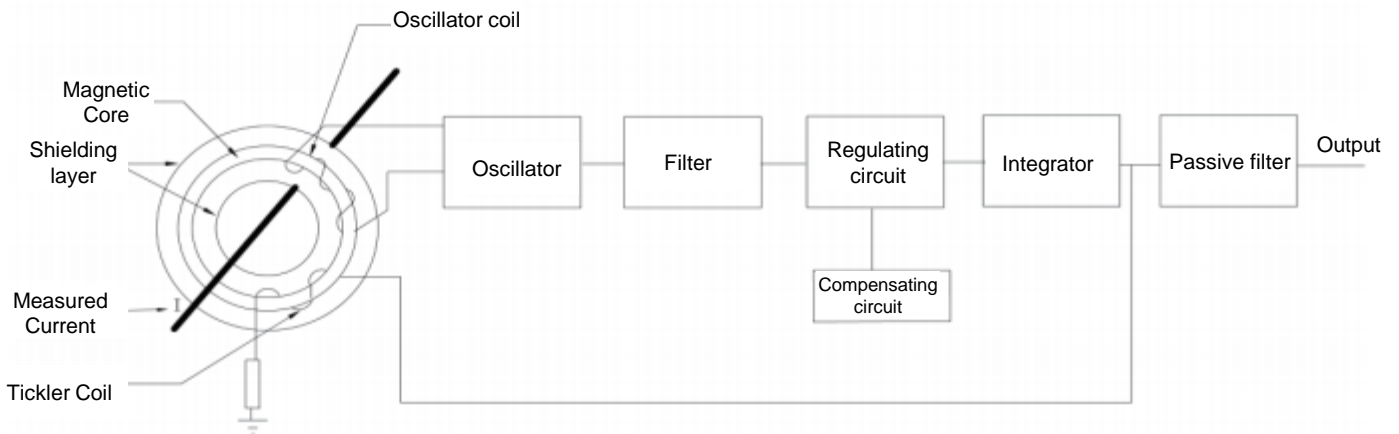 Oscillator coil
Magnetic
Core
Shielding
layer
Oscillator
Filter
Regulating
circuit
Integrator
Passive filter
Output
Compensating
circuit
Measured
Current
I
Tickler Coil